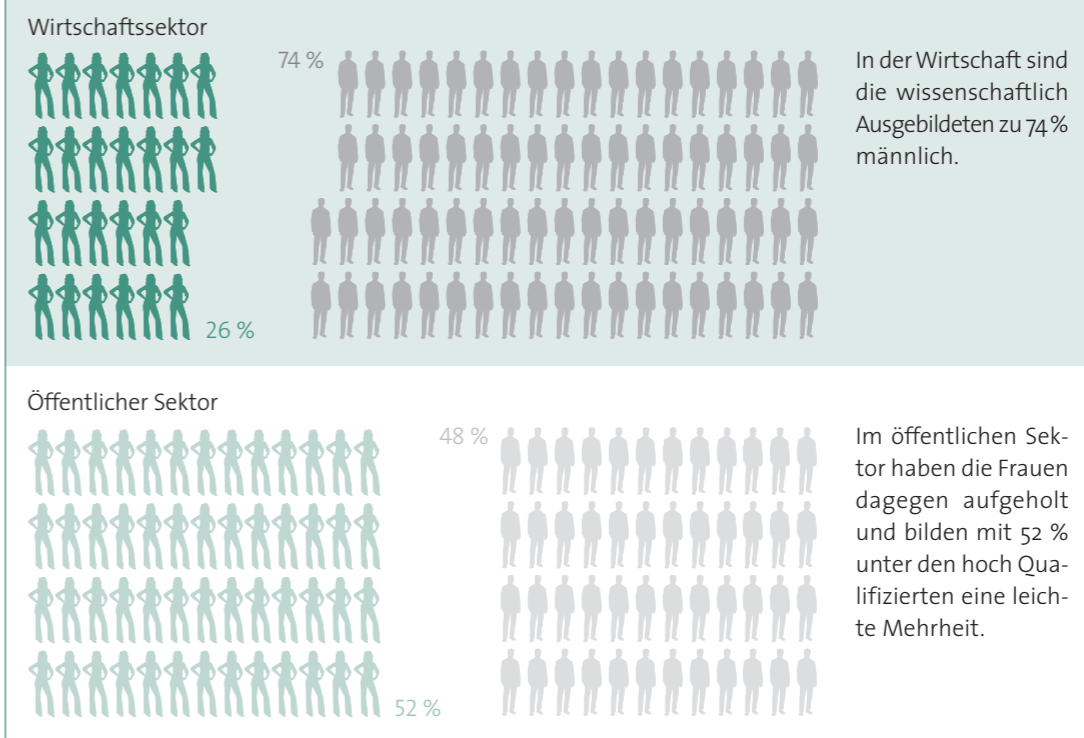 Wirtschaftssektor
74 %
26 %
In der Wirtschaft sind
die wissenschaftlich
Ausgebildeten zu 74 %
männlich.
Öffentlicher Sektor
48 %
52 %
Im öffentlichen Sek-
tor haben die Frauen
dagegen aufgeholt
und bilden mit 52 %
unter den hoch Qua-
lifizierten eine leich-
te Mehrheit.